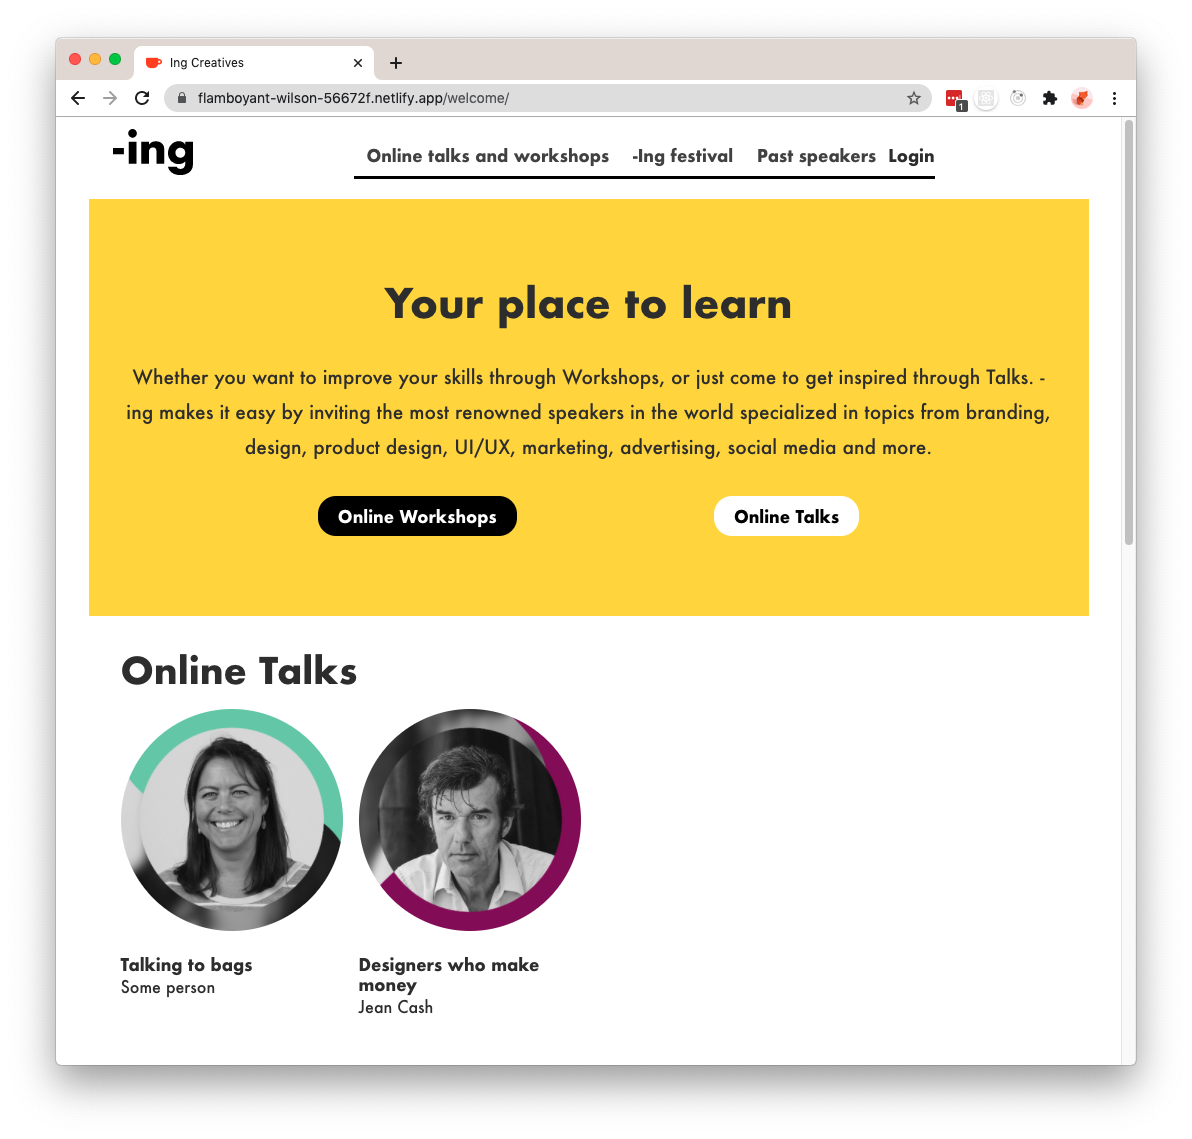 Ing Creatives
flamboyant-wilson-56672f.netlify.app/welcome/
1
-ing
Online talks and workshops -Ing festival Past speakers Login
Your place to learn
Whether you want to improve your skills through Workshops, or just come to get inspired through Talks. -
ing makes it easy by inviting the most renowned speakers in the world specialized in topics from branding,
design, product design, UI/UX, marketing, advertising, social media and more.
Online Workshops Online Talks
Online Talks
Talking to bags
Some person
Designers who make
money
Jean Cash